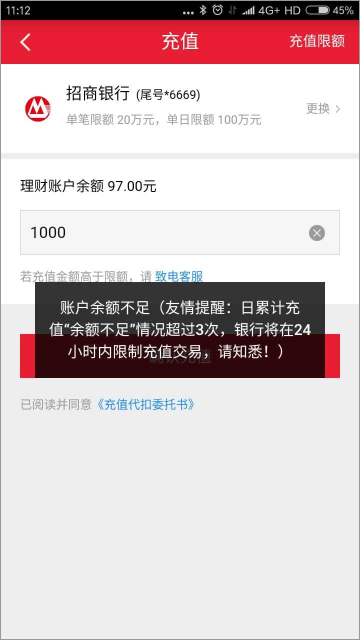 11:12
4G+ HD 45%
充值
充值限额
招商银行 (尾号*6669)
单笔限额 20万元，单日限额 100万元
更换
理财账户余额 97.00元
1000
若充值金额高于限额，请 致电客服
账户余额不足（友情提醒：日累计充
值“余额不足”情况超过3次，银行将在24
小时内限制充值交易，请知悉！）
已阅读并同意《充值代扣委托书》